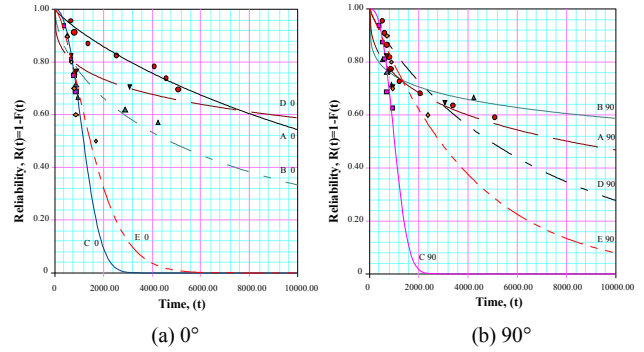 1.00
0.80
0.60
0.40
0.20
0
0
2000.00
4000.00
6000.00
8000.00
10000.00
Reliability, R(t)=1-F(t)
Time, (t)
D 0
A 0
B 0
E 0
C 0
(a) 0°
1.00
0.80
0.60
0.40
0.20
0
0
2000.00
4000.00
6000.00
8000.00
10000.00
Reliability, R(t)=1-F(t)
Time, (t)
B 90
A 90
D 90
E 90
C 90
(b) 90°